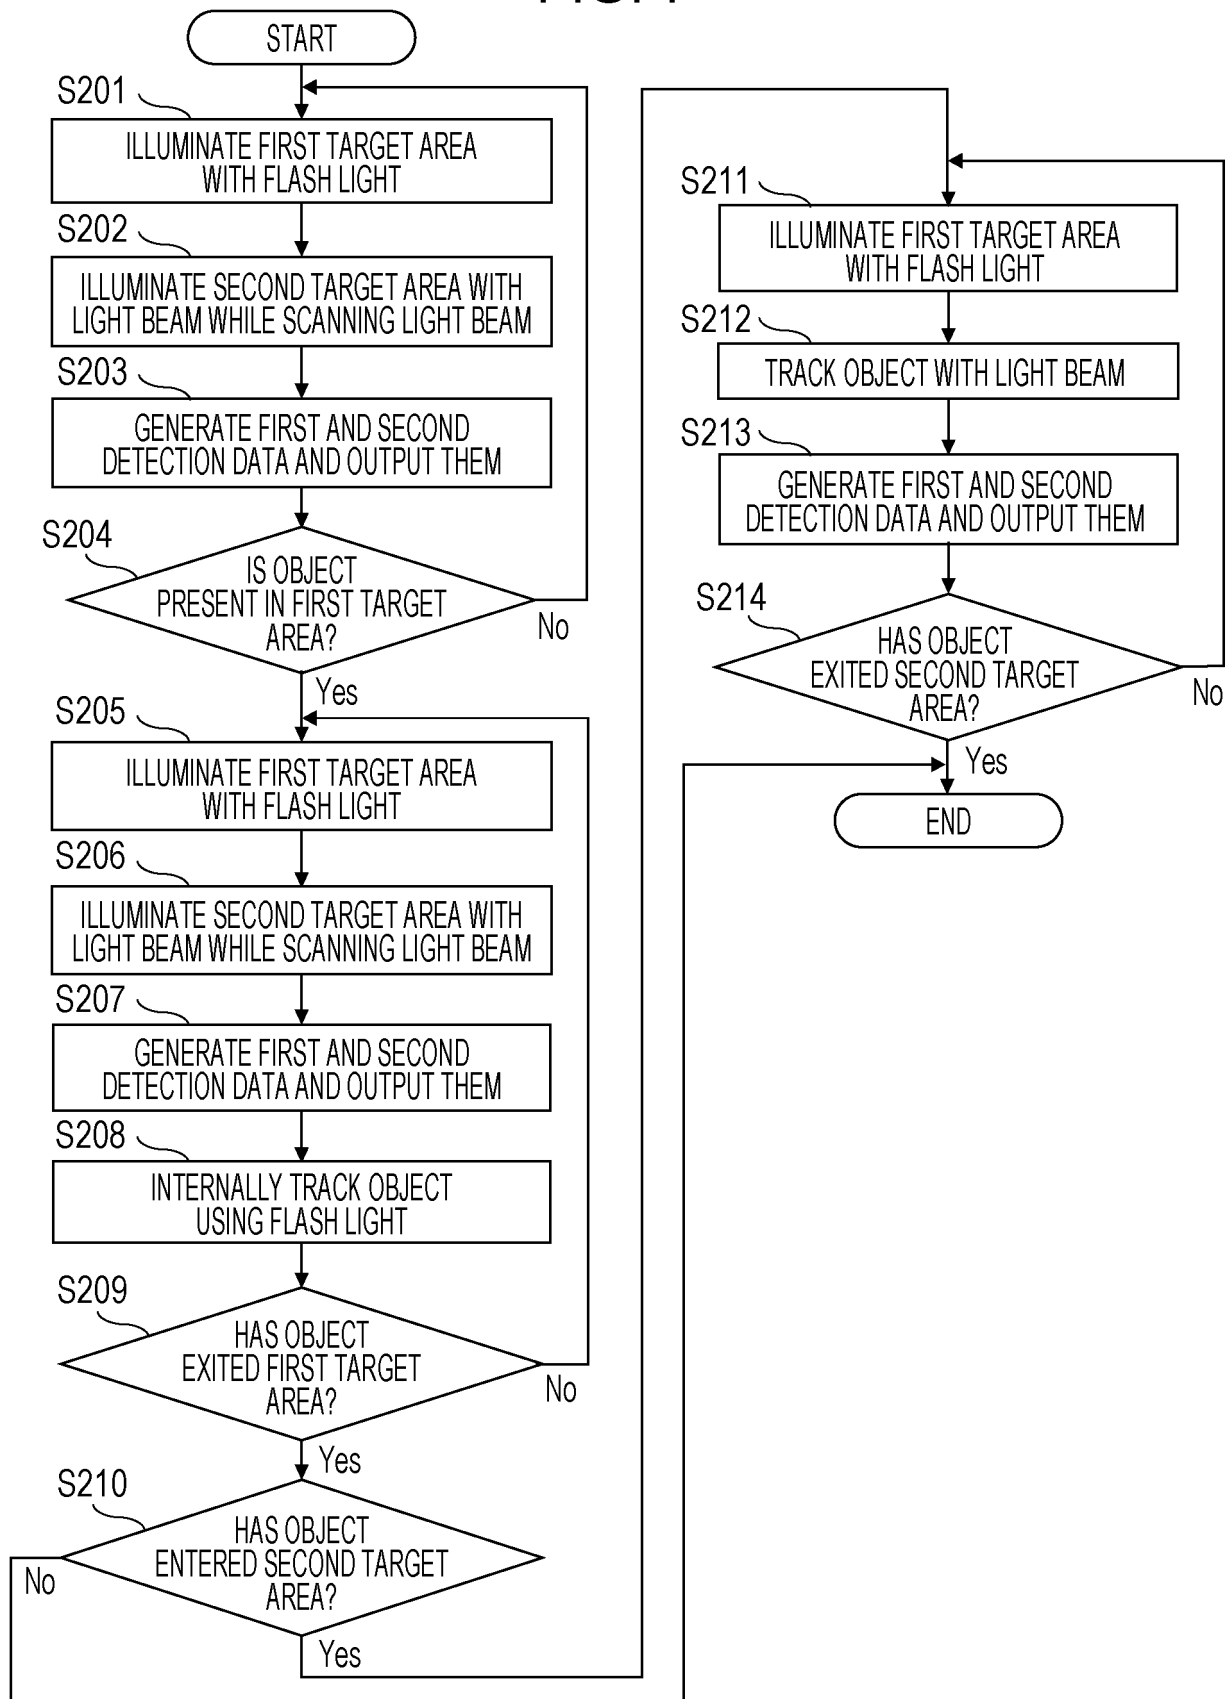 START
S201
ILLUMINATE FIRST TARGET AREA
WITH FLASH LIGHT
S202
ILLUMINATE SECOND TARGET AREA WITH
LIGHT BEAM WHILE SCANNING LIGHT BEAM
S203
GENERATE FIRST AND SECOND
DETECTION DATA AND OUTPUT THEM
S204
IS OBJECT
PRESENT IN FIRST TARGET
AREA?
No
Yes
S205
ILLUMINATE FIRST TARGET AREA
WITH FLASH LIGHT
S206
ILLUMINATE SECOND TARGET AREA WITH
LIGHT BEAM WHILE SCANNING LIGHT BEAM
S207
GENERATE FIRST AND SECOND
DETECTION DATA AND OUTPUT THEM
S208
INTERNALLY TRACK OBJECT
USING FLASH LIGHT
S209
HAS OBJECT
EXITED FIRST TARGET
AREA?
No
Yes
S210
HAS OBJECT
ENTERED SECOND TARGET
AREA?
No
Yes
S211
ILLUMINATE FIRST TARGET AREA
WITH FLASH LIGHT
S212
TRACK OBJECT WITH LIGHT BEAM
S213
GENERATE FIRST AND SECOND
DETECTION DATA AND OUTPUT THEM
S214
HAS OBJECT
EXITED SECOND TARGET
AREA?
No
Yes
END